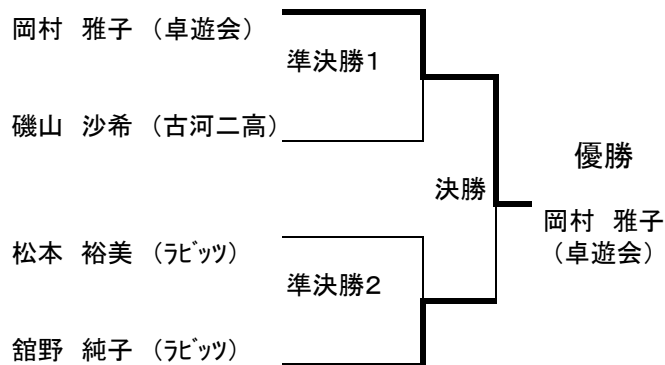 岡村　雅子　（卓遊会）
準決勝1
磯山　沙希　（古河二高）
決勝
優勝
岡村　雅子
（卓遊会）
松本　裕美　（ﾗﾋﾞｯﾂ）
準決勝2
舘野　純子　（ﾗﾋﾞｯﾂ）